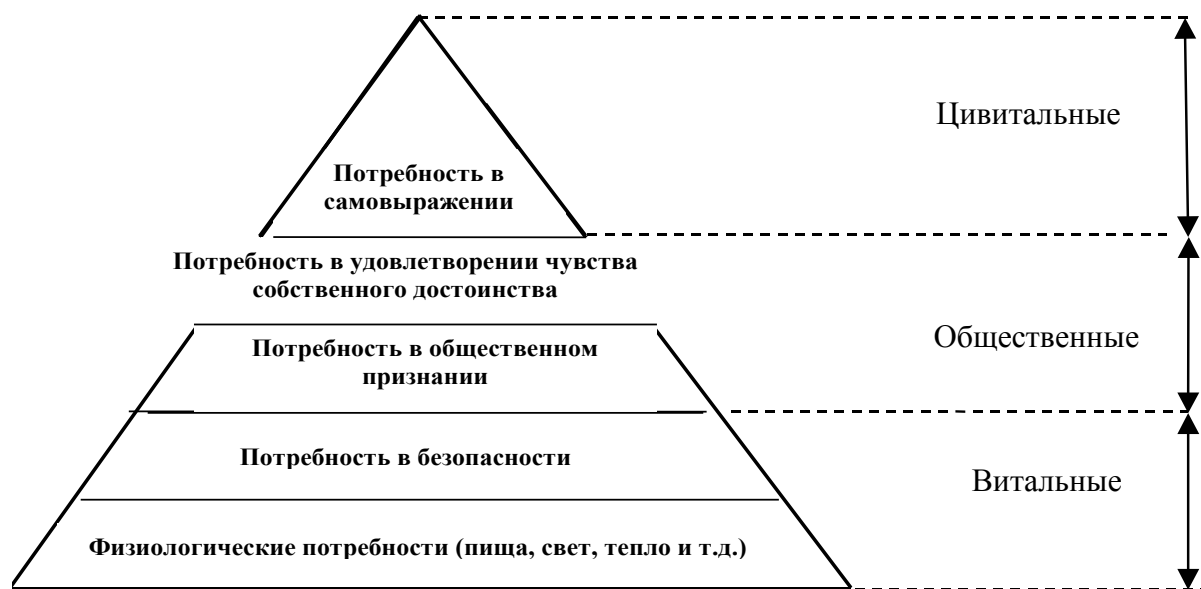 Цивитальные
Потребность в
самовыражении
Потребность в удовлетворении чувства
собственного достоинства
Общественные
Потребность в общественном
признании
Потребность в безопасности
Витальные
Физиологические потребности (пища, свет, тепло и т.д.)